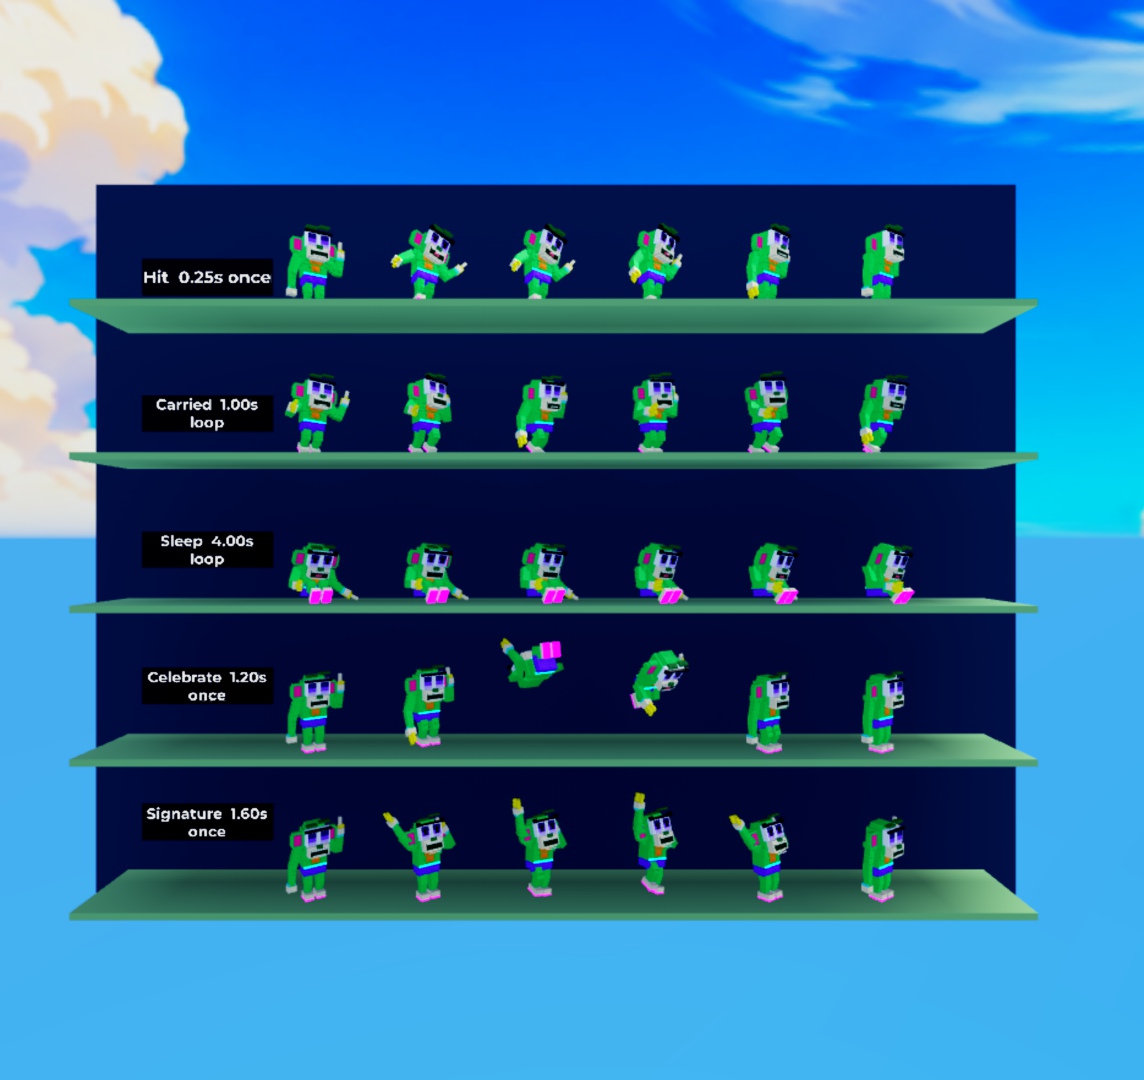 Hit 0.25s once
Carried 1.00s
loop
Sleep 4.00s
loop
Celebrate 1.20s
once
Signature 1.60s
once